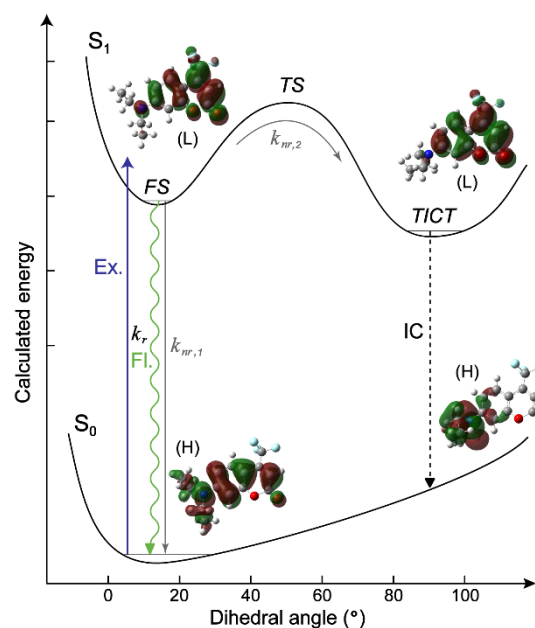 S1
TS
(L)
knr,2
(L)
FS
TICT
Ex.
kr
Fl.
knr,1
IC
(H)
S0
(H)
Calculated energy
0 20 40 60 80 100
Dihedral angle (°)